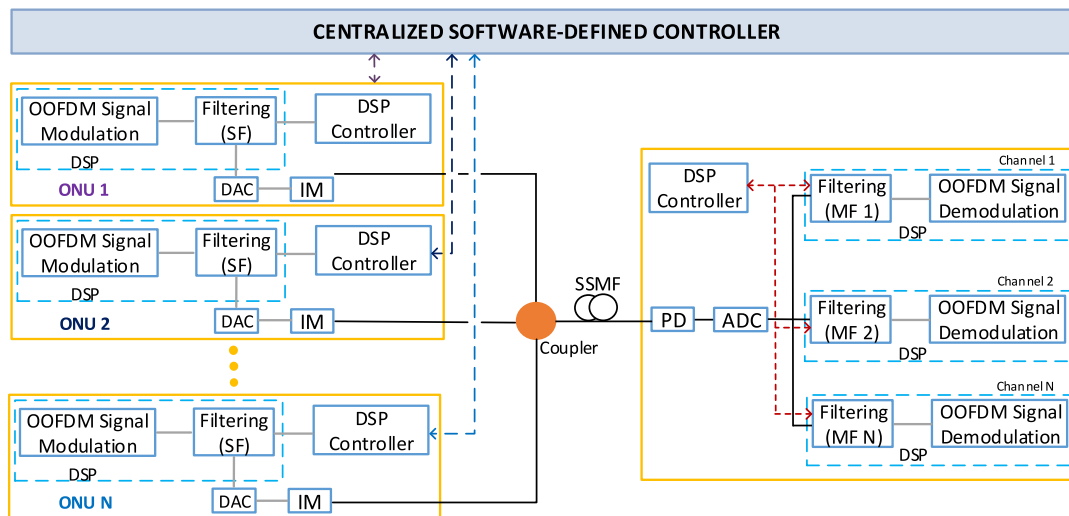 CENTRALIZED SOFTWARE-DEFINED CONTROLLER
OOFDM Signal
Modulation
Filtering
(SF)
DSP
Controller
DSP
ONU 1
DAC
IM
OOFDM Signal
Modulation
Filtering
(SF)
DSP
Controller
DSP
ONU 2
DAC
IM
OOFDM Signal
Modulation
Filtering
(SF)
DSP
Controller
DSP
ONU N
DAC
IM
Coupler
SSMF
PD
ADC
DSP
Controller
Channel 1
Filtering
(MF 1)
OOFDM Signal
Demodulation
DSP
Channel 2
Filtering
(MF 2)
OOFDM Signal
Demodulation
DSP
Channel N
Filtering
(MF N)
OOFDM Signal
Demodulation
DSP